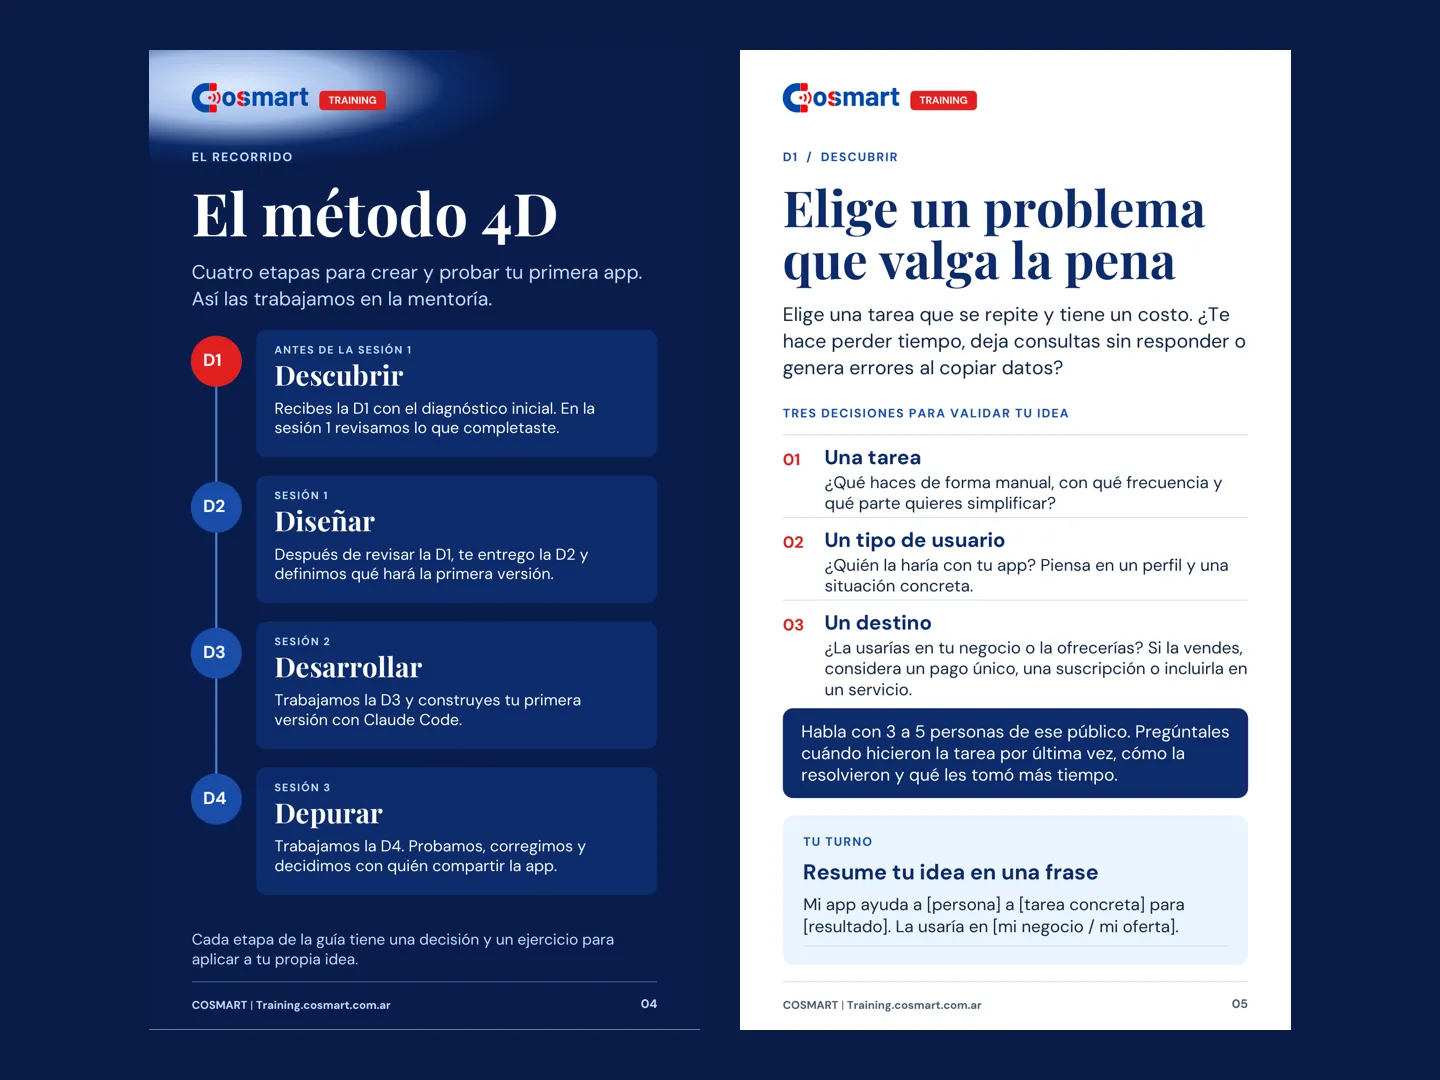 Cosmart TRAINING
EL RECORRIDO
El método 4D
Cuatro etapas para crear y probar tu primera app.
Así las trabajamos en la mentoría.
D1
ANTES DE LA SESIÓN 1
Descubrir
Recibes la D1 con el diagnóstico inicial. En la
sesión 1 revisamos lo que completaste.
D2
SESIÓN 1
Diseñar
Después de revisar la D1, te entrego la D2 y
definimos qué hará la primera versión.
D3
SESIÓN 2
Desarrollar
Trabajamos la D3 y construyes tu primera
versión con Claude Code.
D4
SESIÓN 3
Depurar
Trabajamos la D4. Probamos, corregimos y
decidimos con quién compartir la app.
Cada etapa de la guía tiene una decisión y un ejercicio para
aplicar a tu propia idea.
COSMART | Training.cosmart.com.ar 04
Cosmart TRAINING
D1 / DESCUBRIR
Elige un problema
que valga la pena
Elige una tarea que se repite y tiene un costo. ¿Te
hace perder tiempo, deja consultas sin responder o
genera errores al copiar datos?
TRES DECISIONES PARA VALIDAR TU IDEA
01 Una tarea
¿Qué haces de forma manual, con qué frecuencia y
qué parte quieres simplificar?
02 Un tipo de usuario
¿Quién la haría con tu app? Piensa en un perfil y una
situación concreta.
03 Un destino
¿La usarías en tu negocio o la ofrecerías? Si la vendes,
considera un pago único, una suscripción o incluirla en
un servicio.
Habla con 3 a 5 personas de ese público. Pregúntales
cuándo hicieron la tarea por última vez, cómo la
resolvieron y qué les tomó más tiempo.
TU TURNO
Resume tu idea en una frase
Mi app ayuda a [persona] a [tarea concreta] para
[resultado]. La usaría en [mi negocio / mi oferta].
COSMART | Training.cosmart.com.ar 05